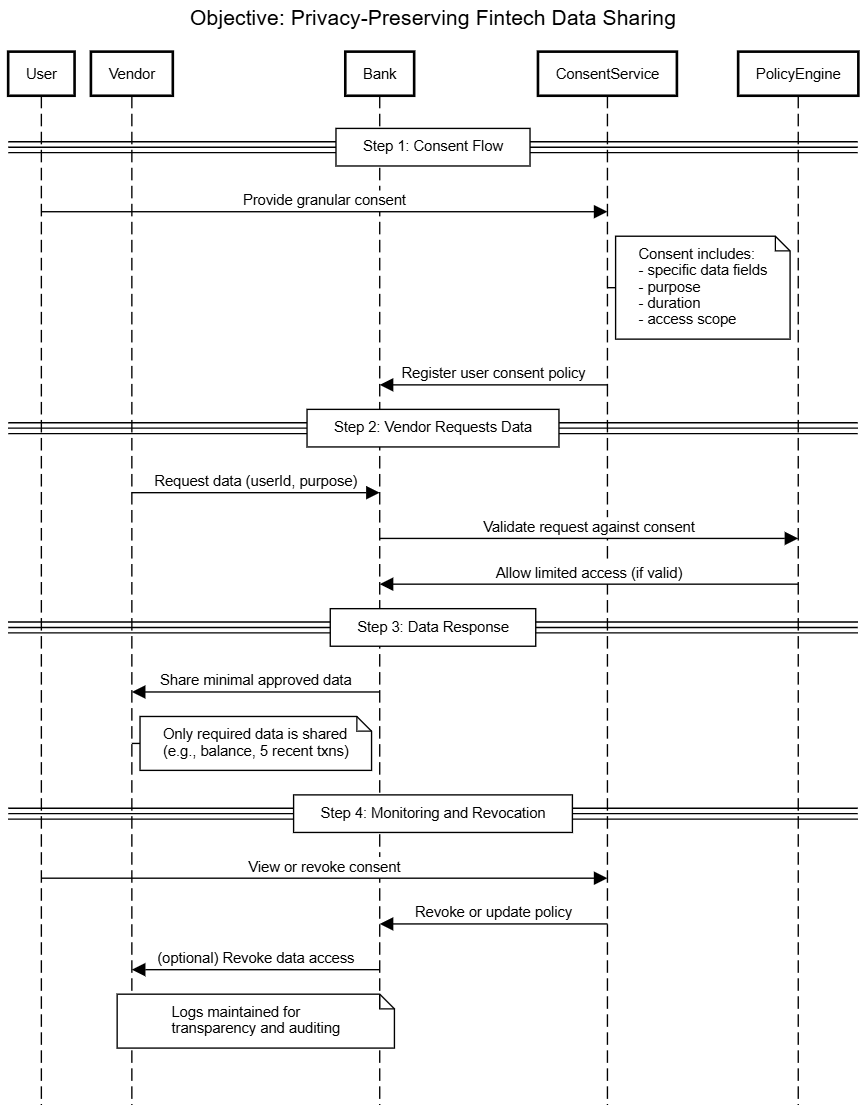 Objective: Privacy-Preserving Fintech Data Sharing
User
Vendor
Bank
ConsentService
PolicyEngine
Step 1: Consent Flow
Provide granular consent
Consent includes:
- specific data fields
- purpose
- duration
- access scope
Register user consent policy
Step 2: Vendor Requests Data
Request data (userId, purpose)
Validate request against consent
Allow limited access (if valid)
Step 3: Data Response
Share minimal approved data
Only required data is shared
(e.g., balance, 5 recent txns)
Step 4: Monitoring and Revocation
View or revoke consent
Revoke or update policy
(optional) Revoke data access
Logs maintained for
transparency and auditing